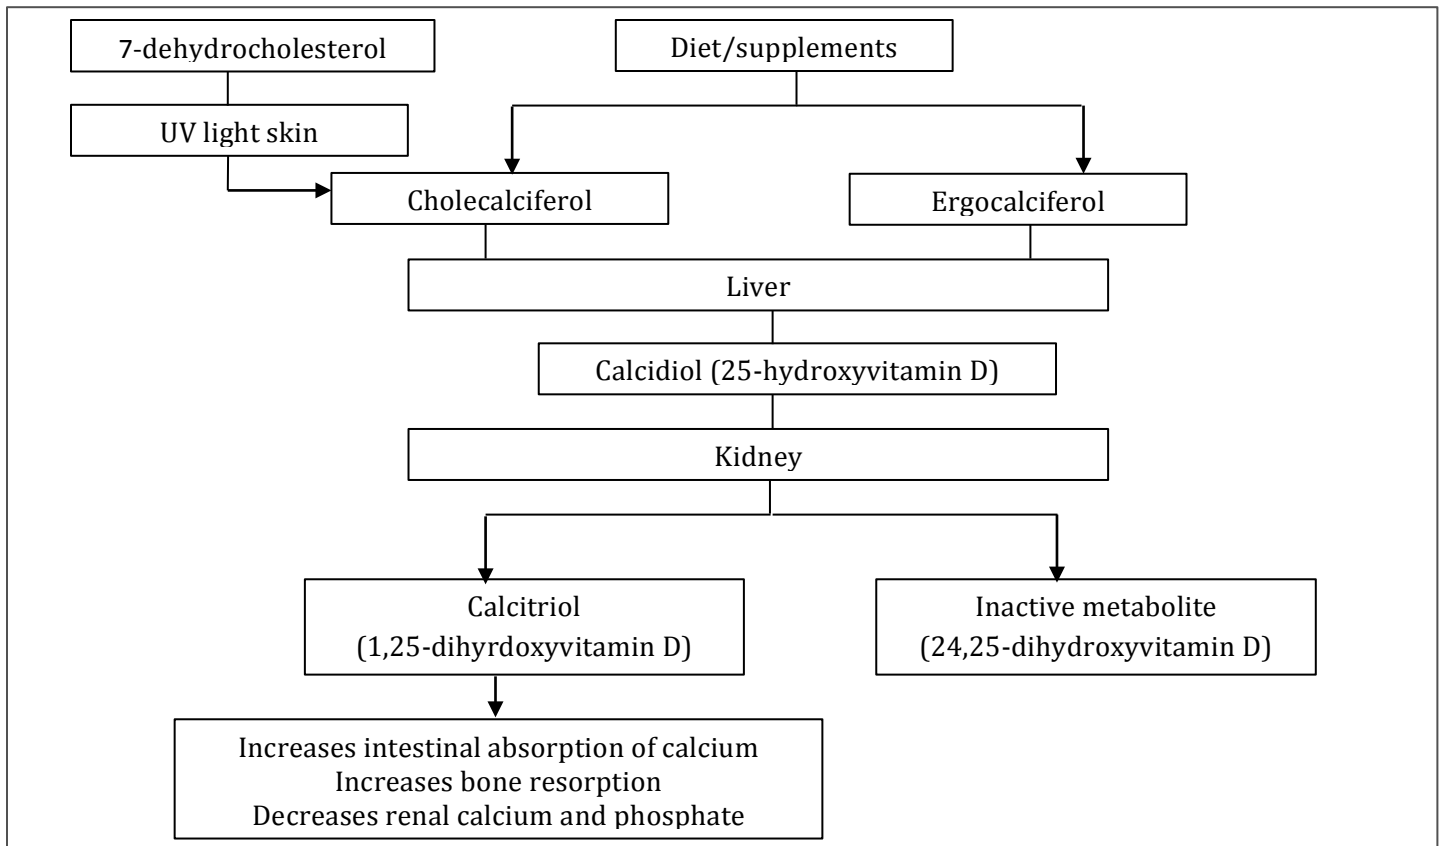 7-dehydrocholesterol
Diet/supplements
UV light skin
Cholecalciferol
Ergocalciferol
Liver
Calcidiol (25-hydroxyvitamin D)
Kidney
Calcitriol
(1,25-dihyrdoxyvitamin D)
Inactive metabolite
(24,25-dihydroxyvitamin D)
Increases intestinal absorption of calcium
Increases bone resorption
Decreases renal calcium and phosphate